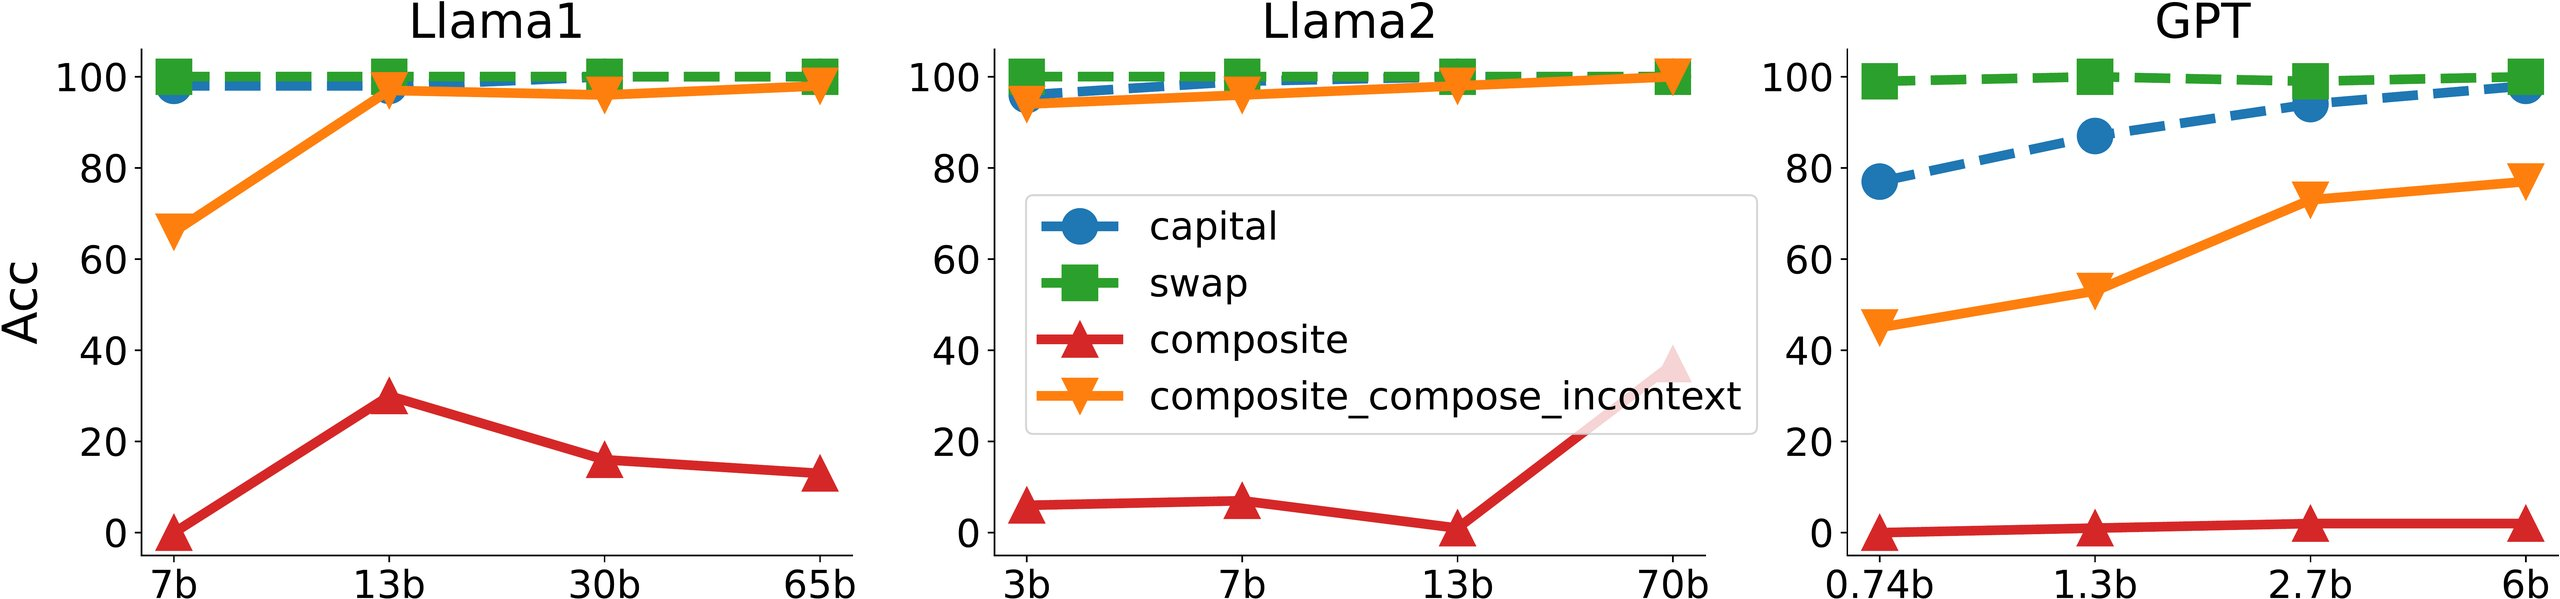 Llama1
Llama2
GPT
Acc
100
80
60
40
20
0
7b
13b
30b
65b
100
80
60
40
20
0
3b
7b
13b
70b
capital
swap
composite
composite_compose_incontext
100
80
60
40
20
0
0.74b
1.3b
2.7b
6b